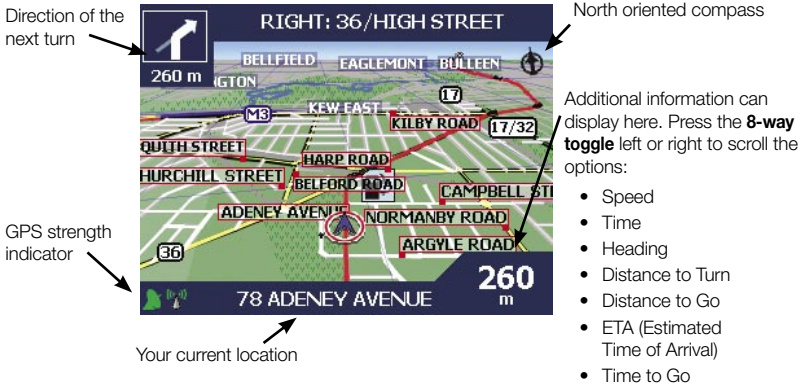 Direction of the
next turn
260 m
RIGHT: 36/HIGH STREET
North oriented compass
BELLFIELD
EAGLEMONT
BULLEEN
NGTON
17
M3
KEW EAST
KILBY ROAD
17/32
QUITH STREET
HARP ROAD
HURCHILL STREET
BELFORD ROAD
CAMPBELL ST
ADENEY AVENUE
NORMANBY ROAD
ARGYLE ROAD
36
260
m
78 ADENEY AVENUE
Additional information can
display here. Press the 8-way
toggle left or right to scroll the
options:
• Speed
• Time
• Heading
• Distance to Turn
• Distance to Go
• ETA (Estimated
Time of Arrival)
• Time to Go
GPS strength
indicator
Your current location